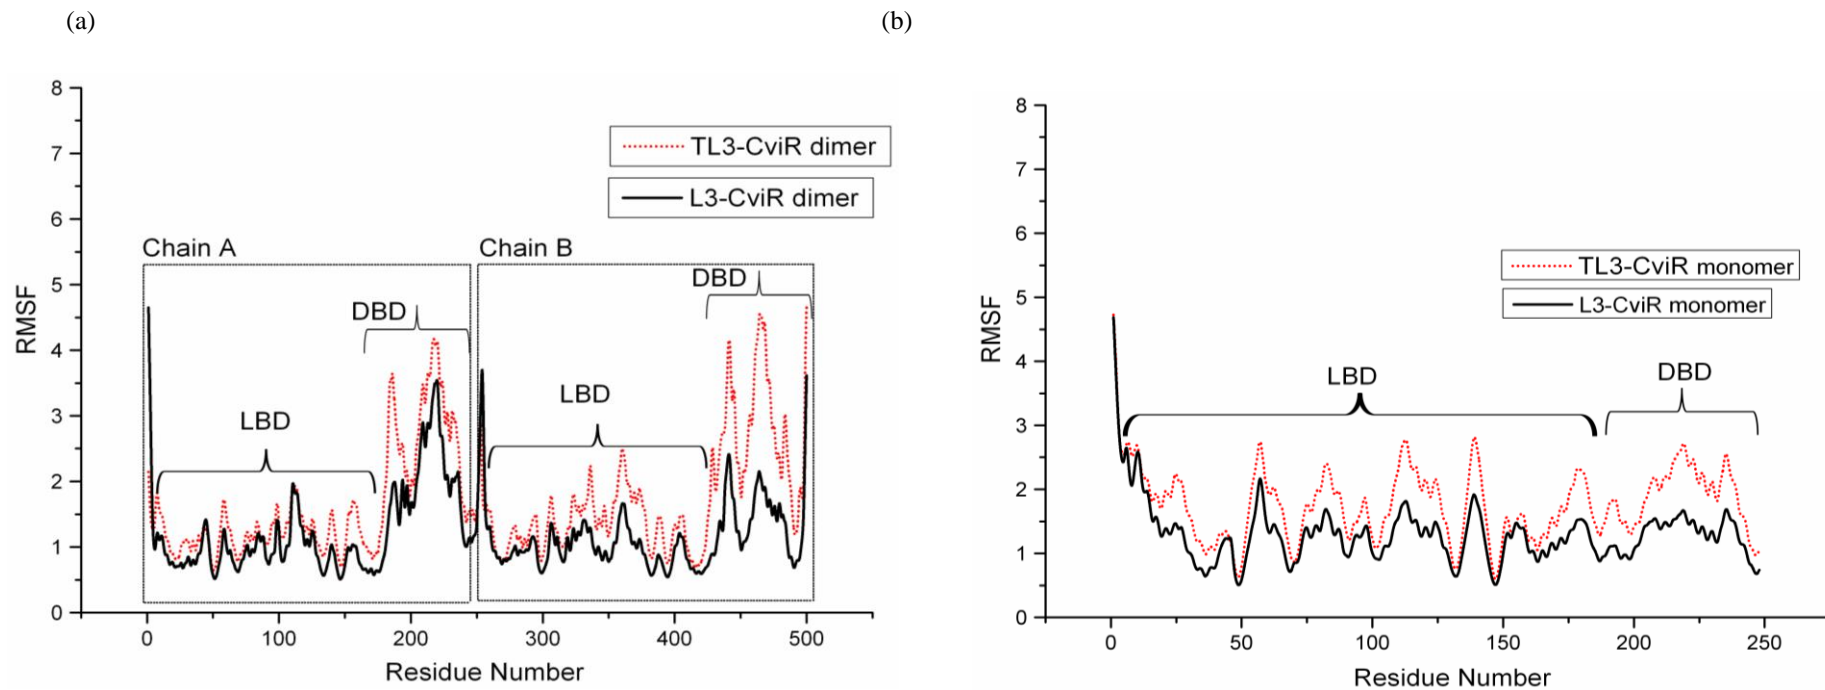 (a)
8
7
6
5
4
3
2
1
0
RMSF
TL3-CviR dimer
L3-CviR dimer
Chain A
Chain B
DBD
DBD
LBD
LBD
0
100
200
300
400
500
Residue Number
(b)
8
7
6
5
4
3
2
1
0
RMSF
TL3-CviR monomer
L3-CviR monomer
LBD
DBD
0
50
100
150
200
250
Residue Number